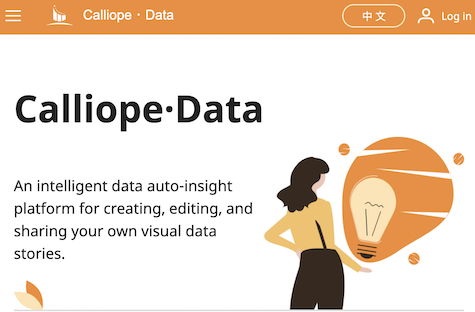 Calliope · Data
中 文
Log in
Calliope·Data
An intelligent data auto-insight
platform for creating, editing, and
sharing your own visual data
stories.